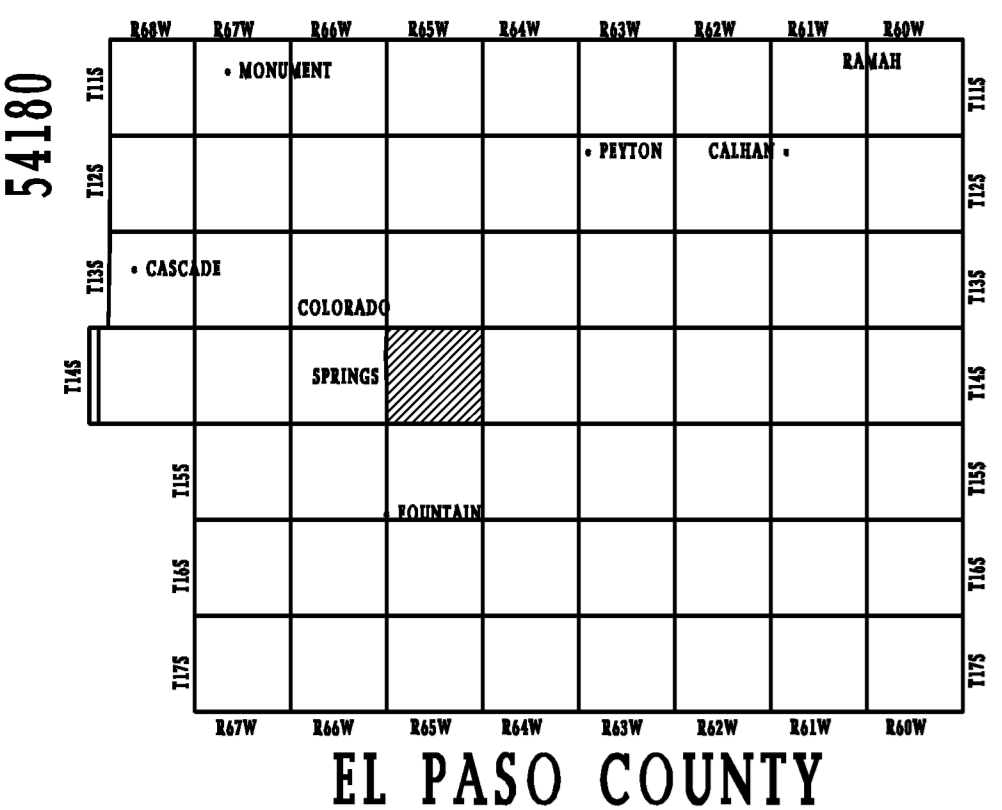 R68W R67W R66W R65W R64W R63W R62W R61W R60W
54180
T11S MONUMENT RAMAH T11S
T12S PEYTON CALHAN T12S
T13S CASCADE T13S
COLORADO
T14S SPRINGS T14S
T15S T15S
FOUNTAIN
T16S T16S
T17S T17S
R67W R66W R65W R64W R63W R62W R61W R60W
EL PASO COUNTY